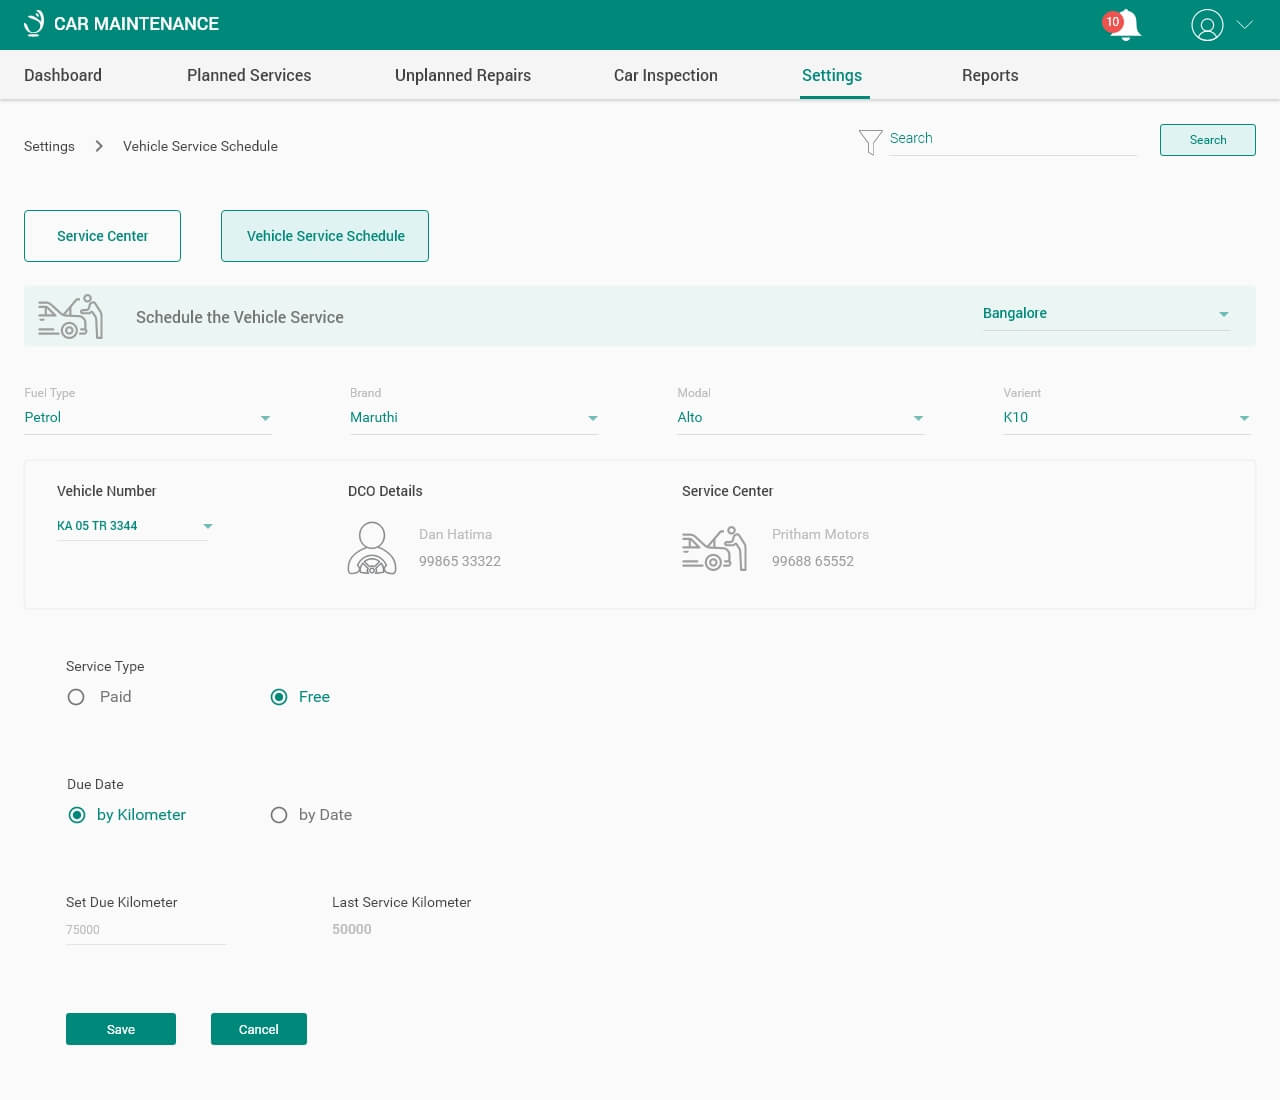 CAR MAINTENANCE
10
Dashboard
Planned Services
Unplanned Repairs
Car Inspection
Settings
Reports
Settings
Vehicle Service Schedule
Search
Search
Service Center
Vehicle Service Schedule
Schedule the Vehicle Service
Bangalore
Fuel Type
Brand
Modal
Varient
Petrol
Maruthi
Alto
K10
Vehicle Number
DCO Details
Service Center
KA 05 TR 3344
Dan Hatima
99865 33322
Pritham Motors
99688 65552
Service Type
Paid
Free
Due Date
by Kilometer
by Date
Set Due Kilometer
Last Service Kilometer
75000
50000
Save
Cancel